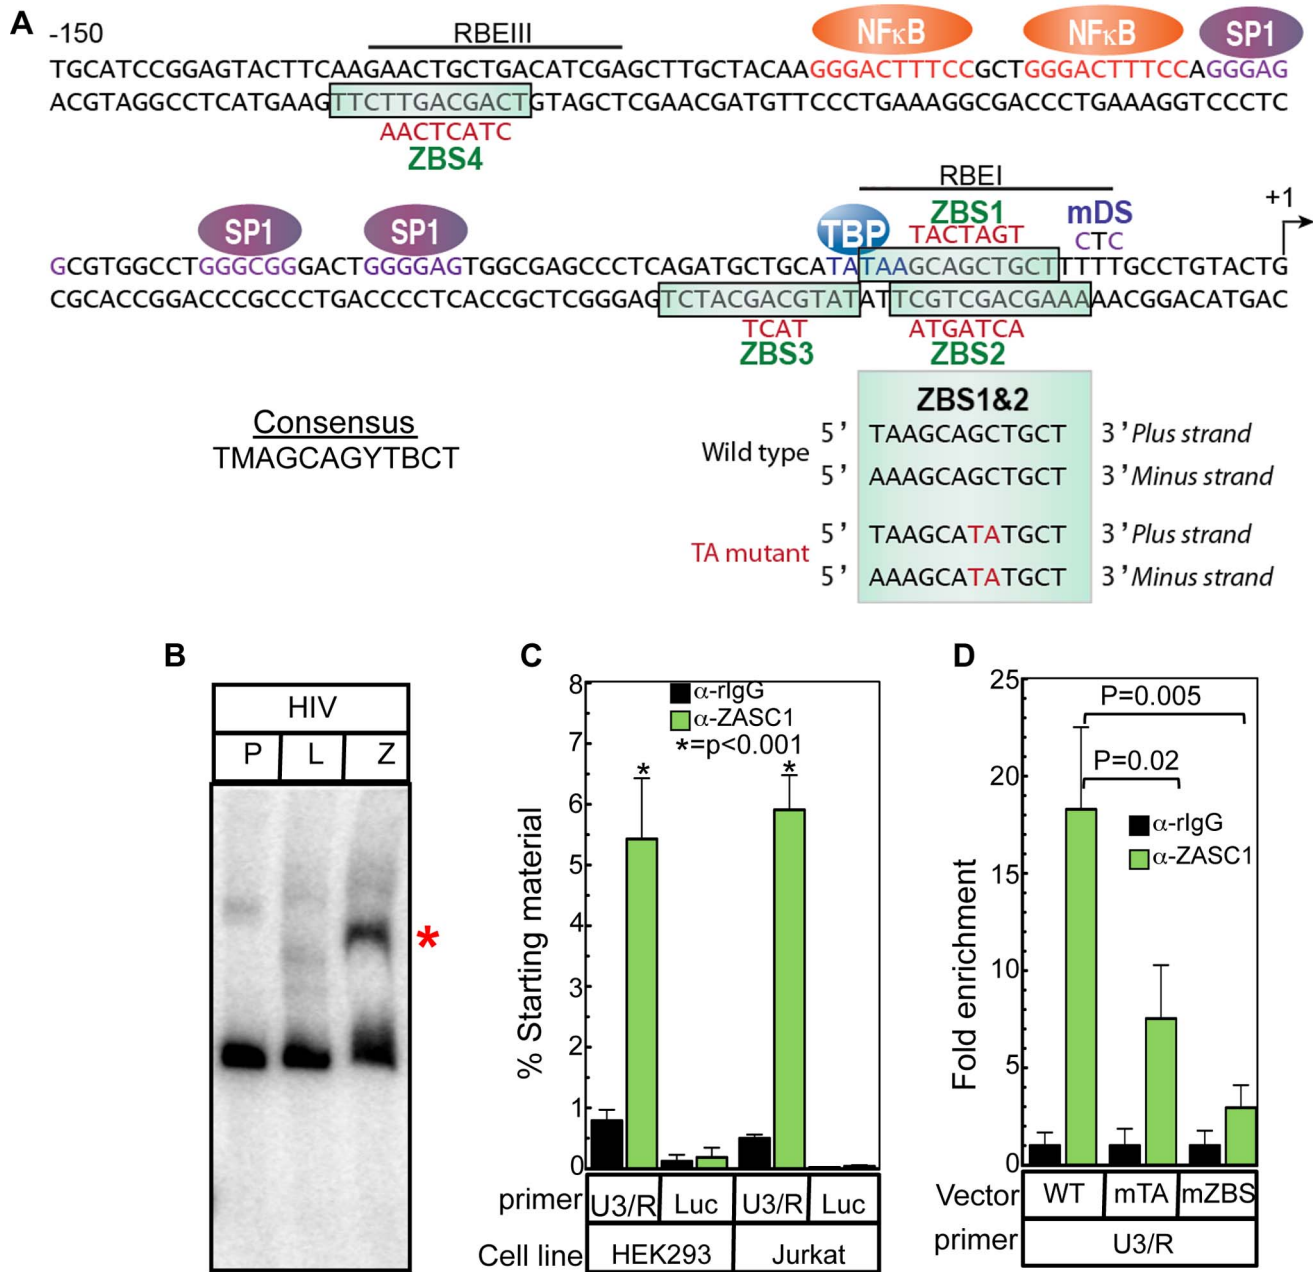 A
-150
RBEIII
NFκB NFκB SP1
TGCATCCGGAGTACTTCAAGAACTGCTGACATCGAGCTTGCTACAAGGGACTTTCCGCTGGGGACTTTCCAGGGAG
ACGTAGGCCTCATGAAGTTCTTGACGACTGTAGCTCGAACGATGTTCCCTGAAAGGCGACCCTGAAAGGTCCCTC
AACTCATC
ZBS4
RBEI
+1
SP1 SP1 TBP ZBS1 mDS
TACTAGT CTC
GCGTGGCCTGGGCGGGACTGGGGAGTGGCGAGCCCTCAGATGCTGCATATAAGCAGCTGCTTTTTGCCTGTACTG
CGCACCGGACCCGCCCTGACCCCTCACCGCTCGGGAGTCTACGACGTATATTCGTCGACGAAAAACGGACATGAC
TCAT ATGATCA
ZBS3 ZBS2
Consensus
TMAGCAGYTBCT
ZBS1&2
Wild type
5’ TAAGCAGCTGCT 3’ Plus strand
5’ AAAGCAGCTGCT 3’ Minus strand
TA mutant
5’ TAAGCATATGCT 3’ Plus strand
5’ AAAGCATATGCT 3’ Minus strand
B
HIV
P L Z
*
C
8
7
6
5
4
3
2
1
0
% Starting material
α-rIgG
α-ZASC1
*=p<0.001
* *
primer U3/R Luc U3/R Luc
Cell line HEK293 Jurkat
D
25
20
15
10
5
0
Fold enrichment
P=0.005
P=0.02
α-rIgG
α-ZASC1
Vector WT mTA mZBS
primer U3/R